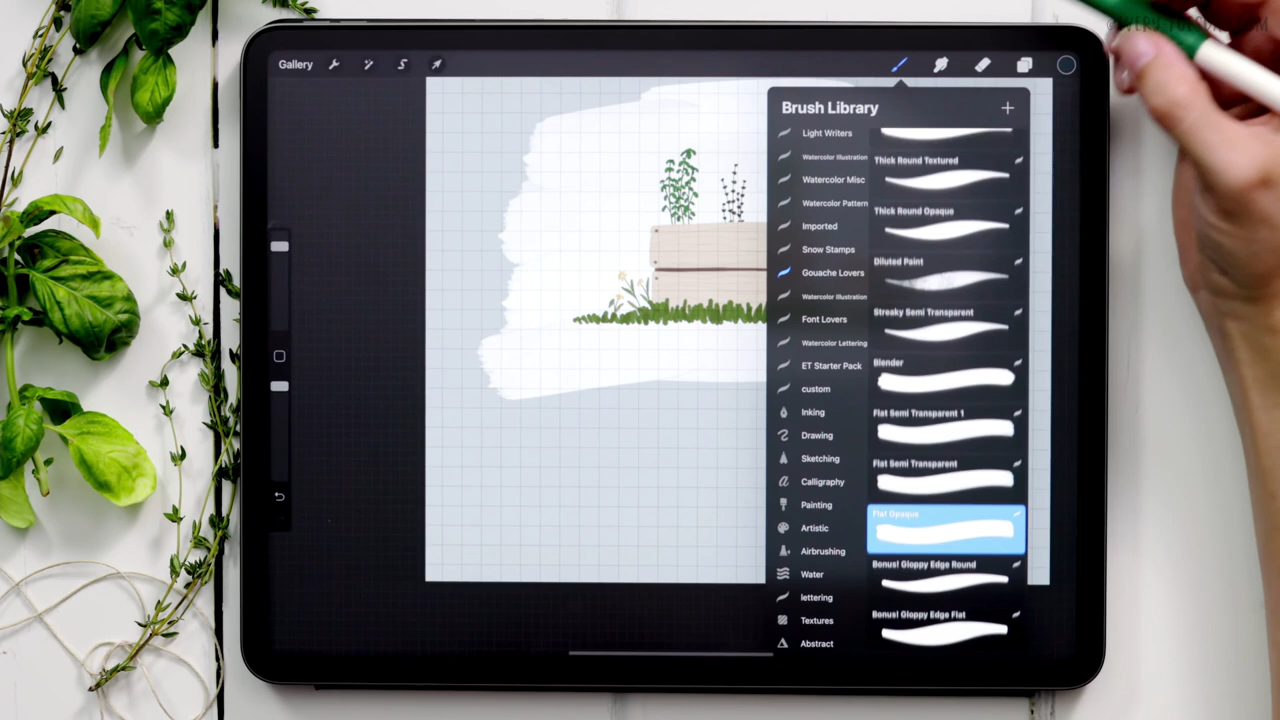 Gallery
Brush Library
Light Writers
Watercolor Illustration
Watercolor Misc
Watercolor Pattern
Imported
Snow Stamps
Gouache Lovers
Watercolor Illustration
Font Lovers
Watercolor Lettering
ET Starter Pack
custom
Inking
Drawing
Sketching
Calligraphy
Painting
Artistic
Airbrushing
Water
lettering
Textures
Abstract
Thick Round Textured
Thick Round Opaque
Diluted Paint
Streaky Semi Transparent
Blender
Flat Semi Transparent 1
Flat Semi Transparent
Flat Opaque
Bonus! Gloppy Edge Round
Bonus! Gloppy Edge Flat